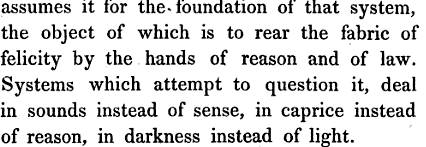 assumes it for the foundation of that system,
the object of which is to rear the fabric of
felicity by the hands of reason and of law.
Systems which attempt to question it, deal
in sounds instead of sense, in caprice instead
of reason, in darkness instead of light.